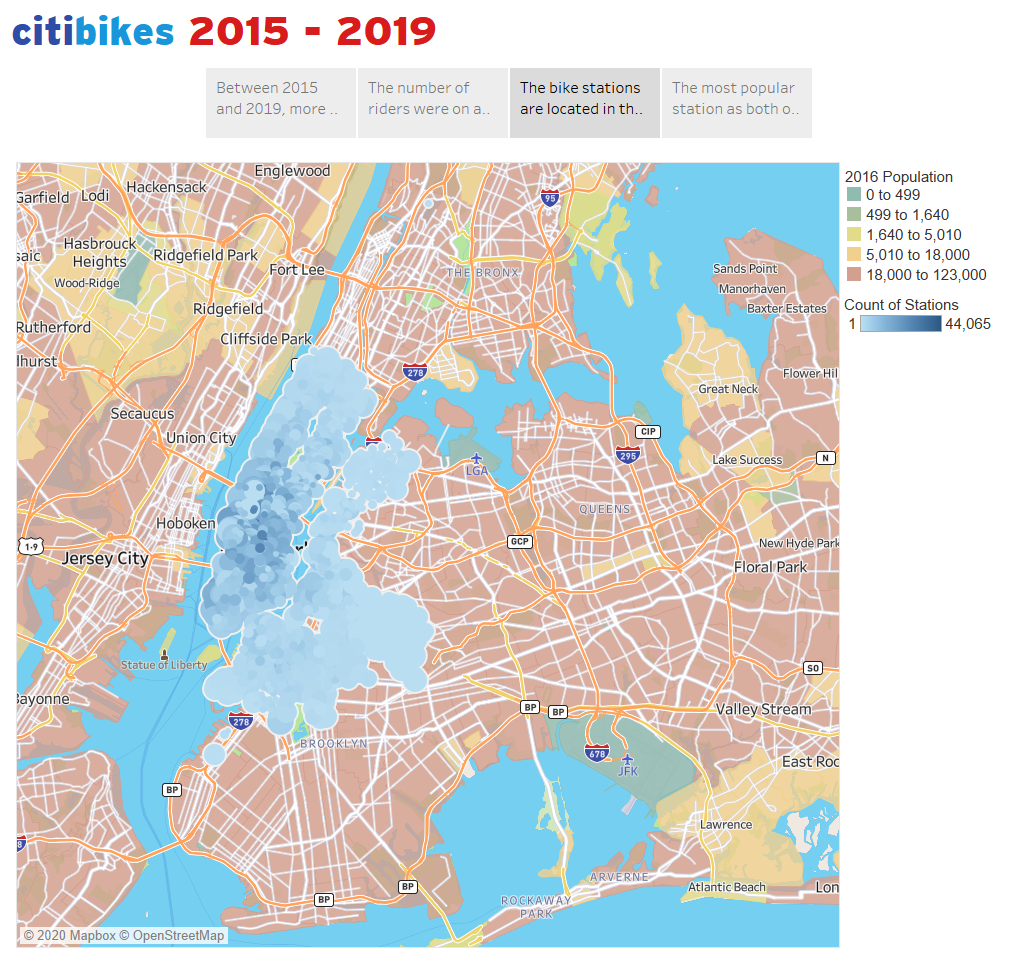 citibikes 2015 - 2019
Between 2015
and 2019, more ..
The number of
riders were on a..
The bike stations
are located in th..
The most popular
station as both o..
2016 Population
0 to 499
499 to 1,640
1,640 to 5,010
5,010 to 18,000
18,000 to 123,000
Count of Stations
1
44,065
Englewood
Hackensack
Garfield
Lodi
95
Hasbrouck
Heights
saic
Ridgefield Park
Fort Lee
THE BRONX
Sands Point
Wood-Ridge
Manorhaven
Ridgefield
Baxter Estates
Rutherford
Cliffside Park
lhurst
278
Flower Hil
Great Neck
Secaucus
CIP
Union City
295
N
Lake Success
LGA
QUEENS
Hoboken
GCP
1-9
New Hyde Park
Jersey City
Floral Park
Statue of Liberty
SO
Bayonne
BP
BP
Valley Stream
278
BROOKLYN
678
JFK
East Roc
BP
Lawrence
8
ARVERNE
BP
Atlantic Beach
Lon
BP
ROCKAWAY
PARK
© 2020 Mapbox © OpenStreetMap